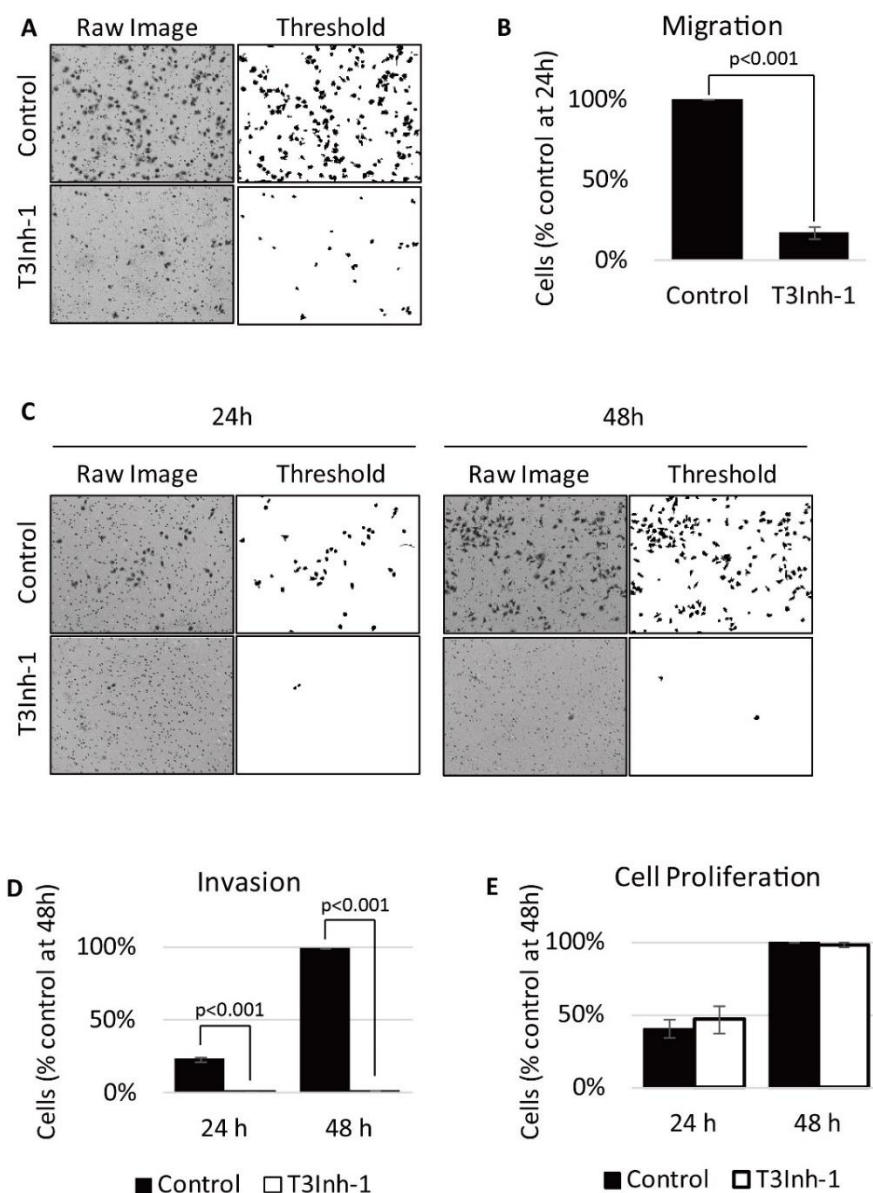 A
Raw Image Threshold
Control
T3Inh-1
B
Migration
p<0.001
Cells (% control at 24h)
100%
50%
0%
Control T3Inh-1
C
24h 48h
Raw Image Threshold Raw Image Threshold
Control
T3Inh-1
D
Invasion
Cells (% control at 48h)
p<0.001
100%
p<0.001
50%
0%
24 h 48 h
Control T3Inh-1
E
Cell Proliferation
Cells (% control at 48h)
100%
50%
0%
24 h 48 h
Control T3Inh-1